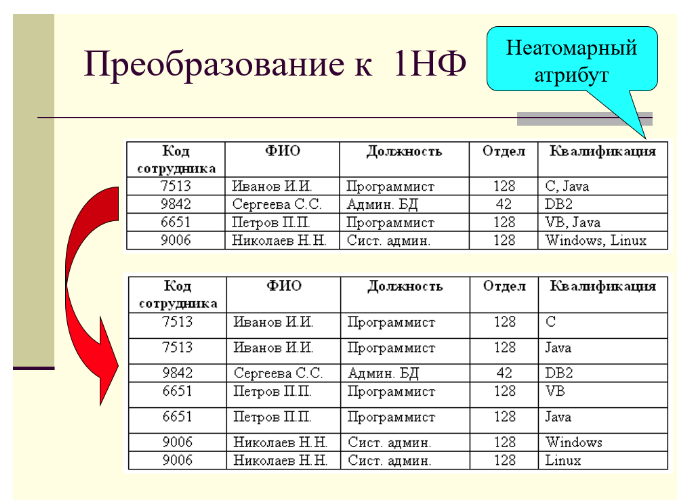 Преобразование к 1НФ
Неатомарный
атрибут
Код сотрудника ФИО Должность Отдел Квалификация
7513 Иванов И.И. Программист 128 C, Java
9842 Сергеева С.С. Админ. БД 42 DB2
6651 Петров П.П. Программист 128 VB, Java
9006 Николаев Н.Н. Сист. админ. 128 Windows, Linux
Код сотрудника ФИО Должность Отдел Квалификация
7513 Иванов И.И. Программист 128 C
7513 Иванов И.И. Программист 128 Java
9842 Сергеева С.С. Админ. БД 42 DB2
6651 Петров П.П. Программист 128 VB
6651 Петров П.П. Программист 128 Java
9006 Николаев Н.Н. Сист. админ. 128 Windows
9006 Николаев Н.Н. Сист. админ. 128 Linux